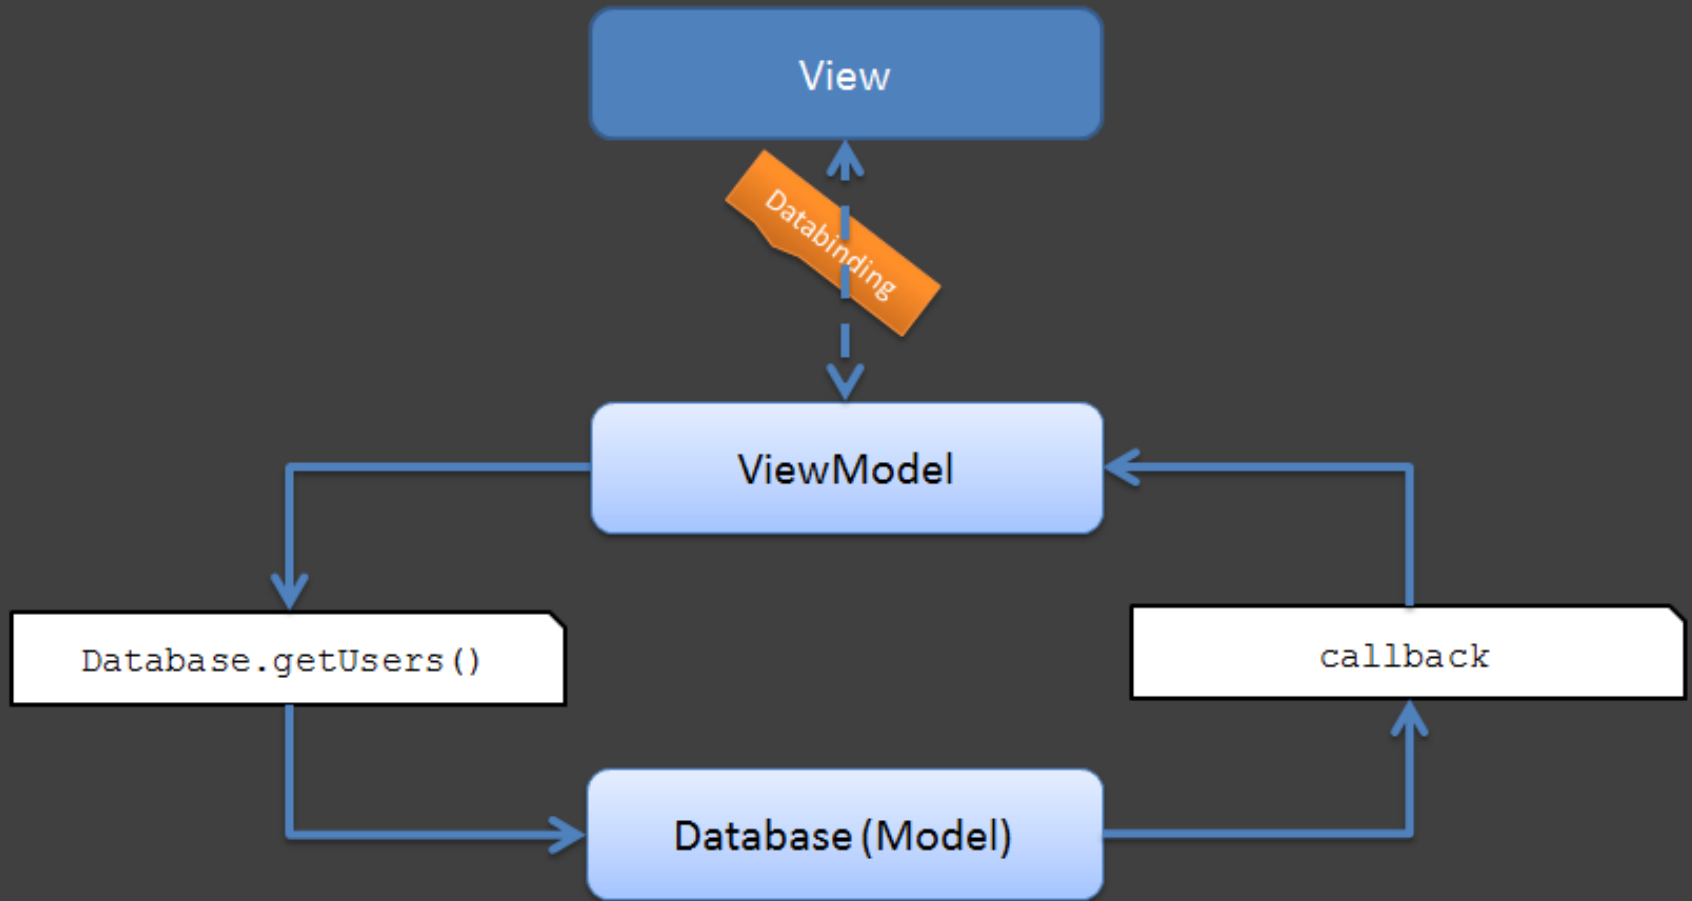 View
Databinding
ViewModel
Database.getUsers()
callback
Database (Model)